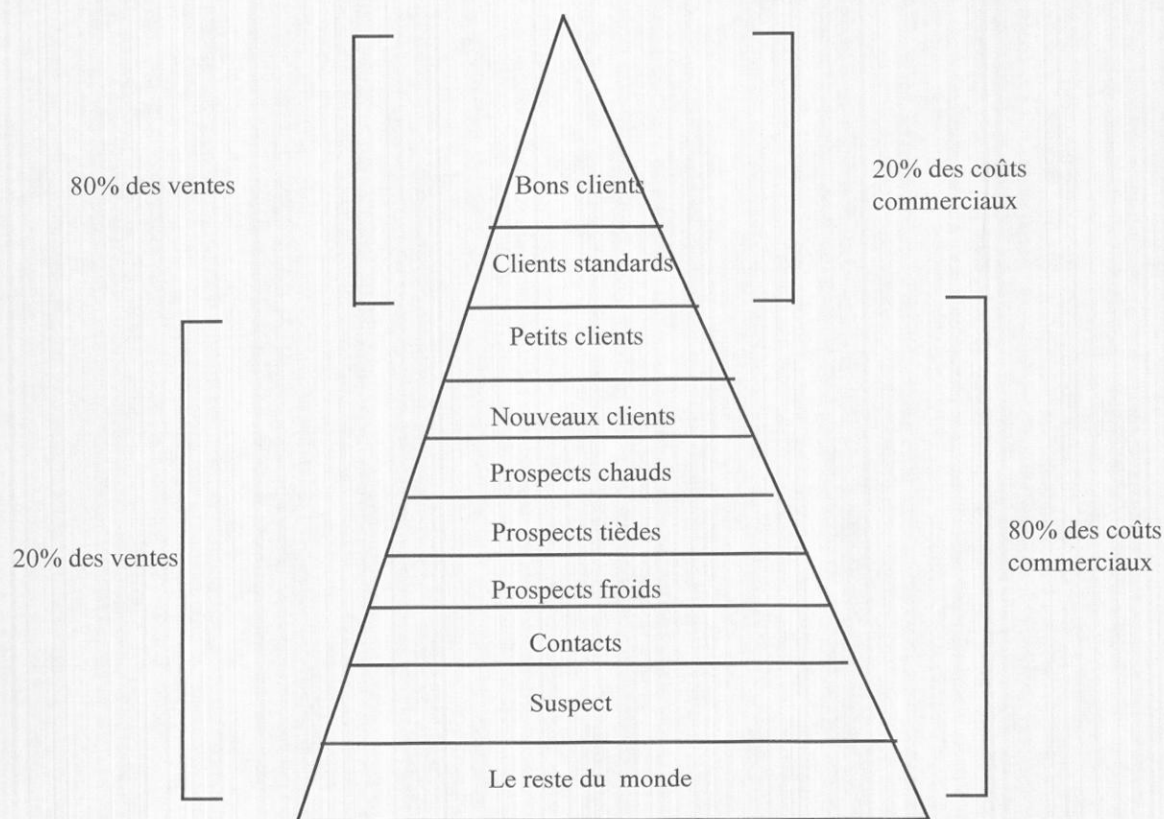 80% des ventes
20% des coûts
commerciaux
Bons clients
Clients standards
Petits clients
Nouveaux clients
Prospects chauds
Prospects tièdes
20% des ventes
80% des coûts
commerciaux
Prospects froids
Contacts
Suspect
Le reste du monde